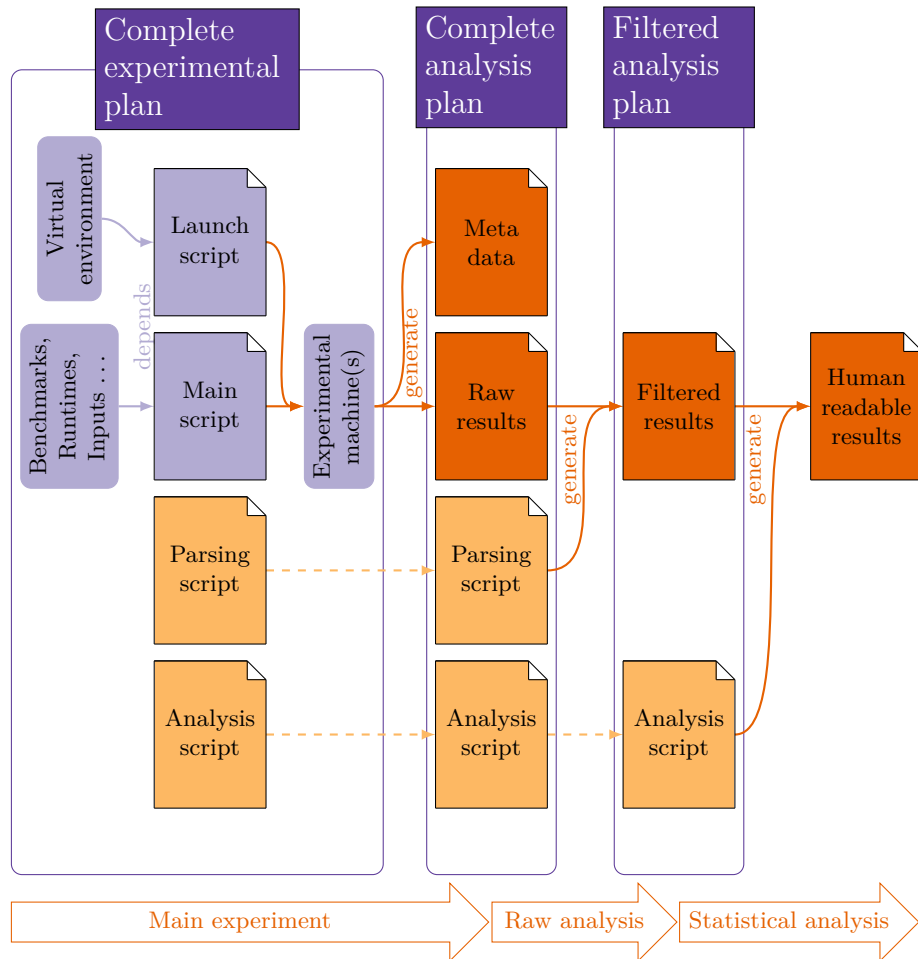 Complete
experimental
plan
Complete
analysis
plan
Filtered
analysis
plan
Virtual
environment
Launch
script
Meta
data
depends
generate
Benchmarks,
Runtimes,
Inputs ...
Main
script
Experimental
machine(s)
Raw
results
Filtered
results
Human
readable
results
generate
generate
Parsing
script
Parsing
script
Analysis
script
Analysis
script
Analysis
script
Main experiment
Raw analysis
Statistical analysis